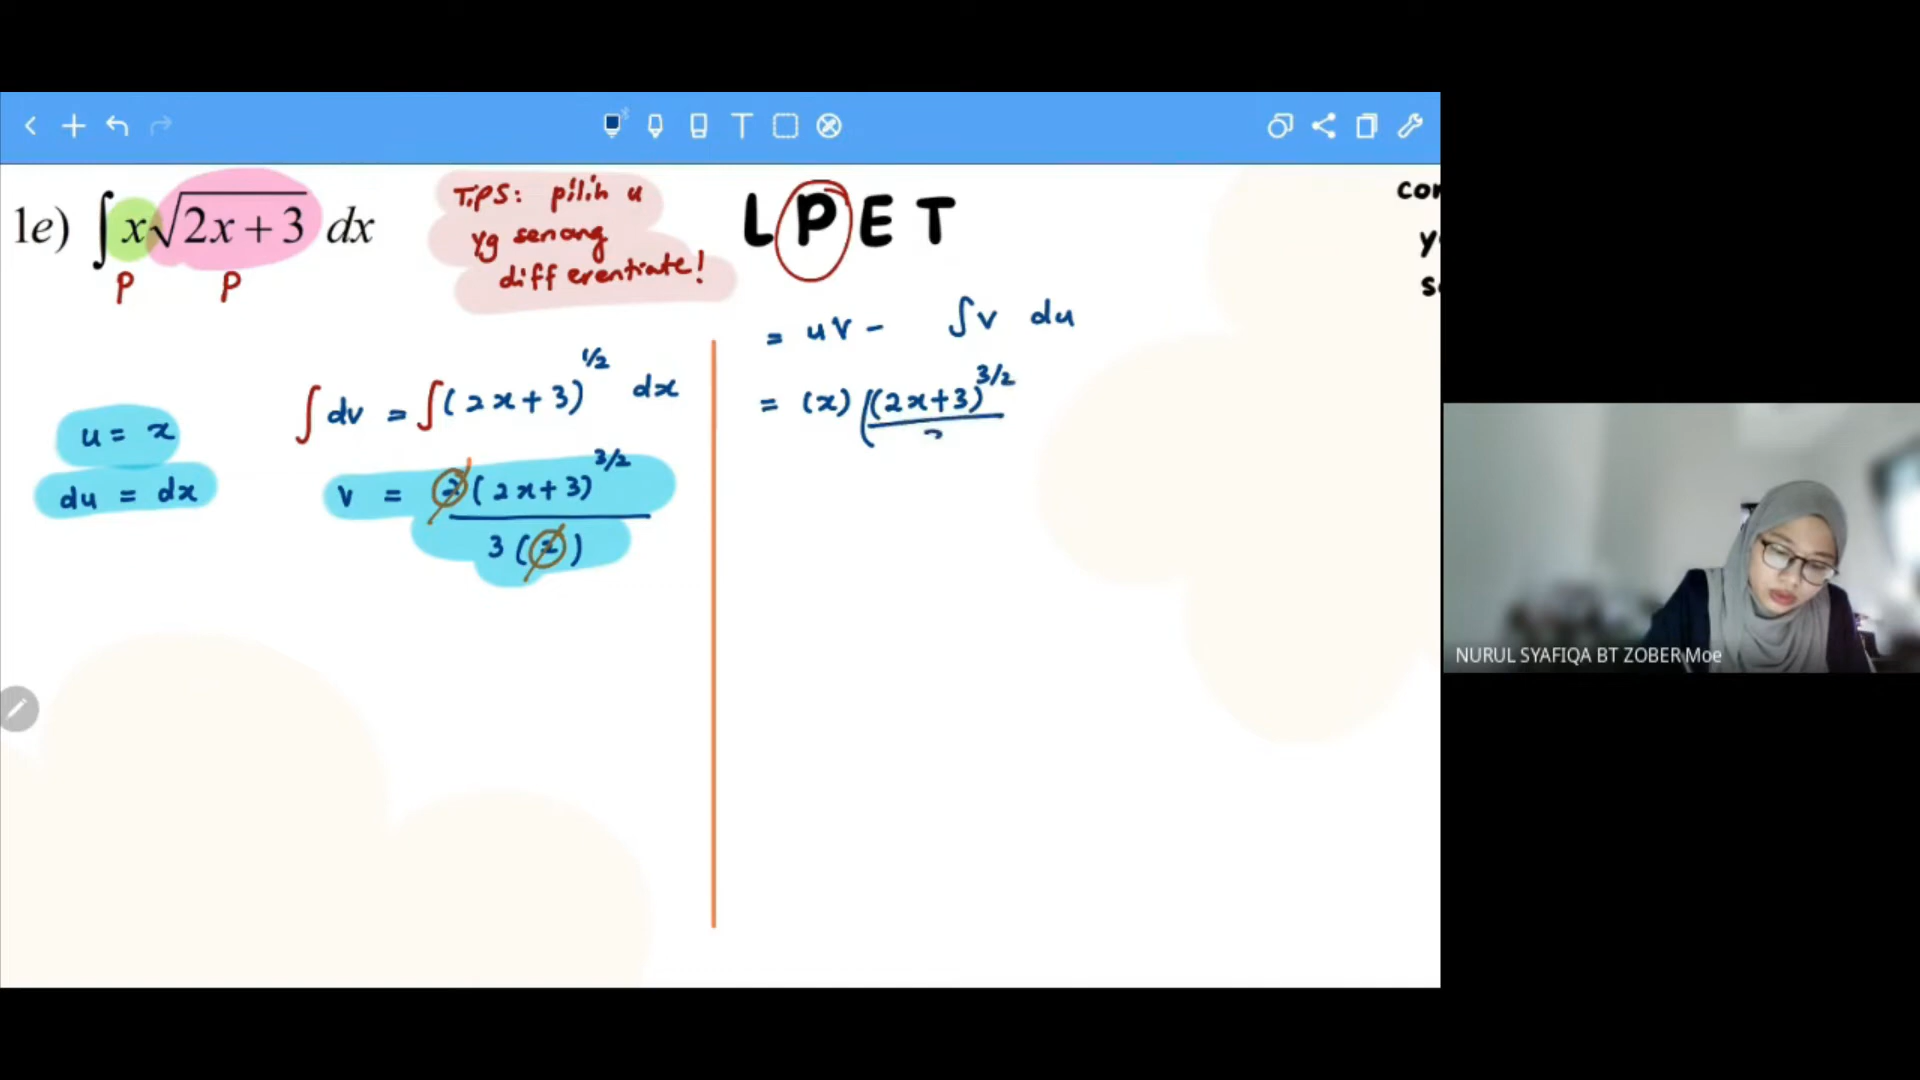 1e) ∫ x√(2x + 3) dx
P P
TIPS: pilih u
yg senang
differentiate!
L P E T
con
y
s
u = x
du = dx
∫ dv = ∫ (2x + 3)^1/2 dx
v = 2 (2x+3)^3/2
3 (2)
= uv - ∫v du
= (x) ( (2x+3)^3/2
NURUL SYAFIQA BT ZOBER Moe